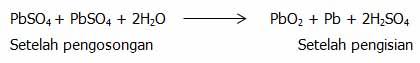 PbSO₄ + PbSO₄ + 2H₂O ⟶ PbO₂ + Pb + 2H₂SO₄
Setelah pengosongan Setelah pengisian